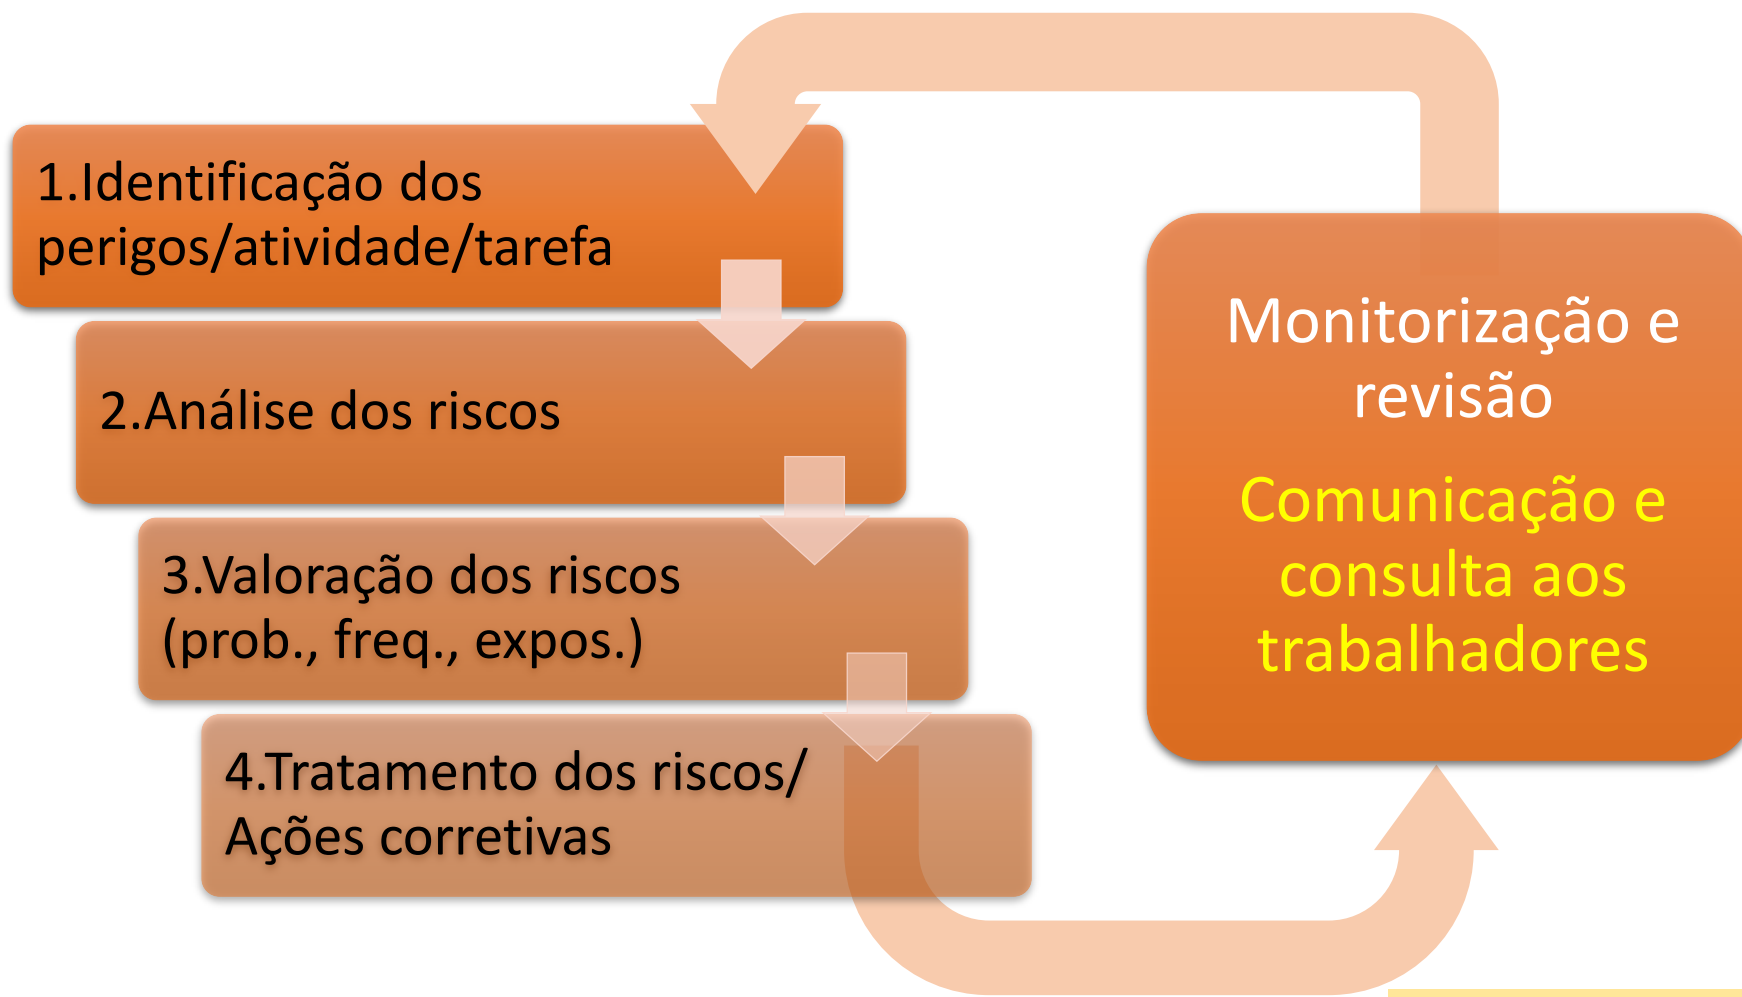 1.Identificação dos
perigos/atividade/tarefa
2.Análise dos riscos
3.Valoração dos riscos
(prob., freq., expos.)
4.Tratamento dos riscos/
Ações corretivas
Monitorização e
revisão
Comunicação e
consulta aos
trabalhadores